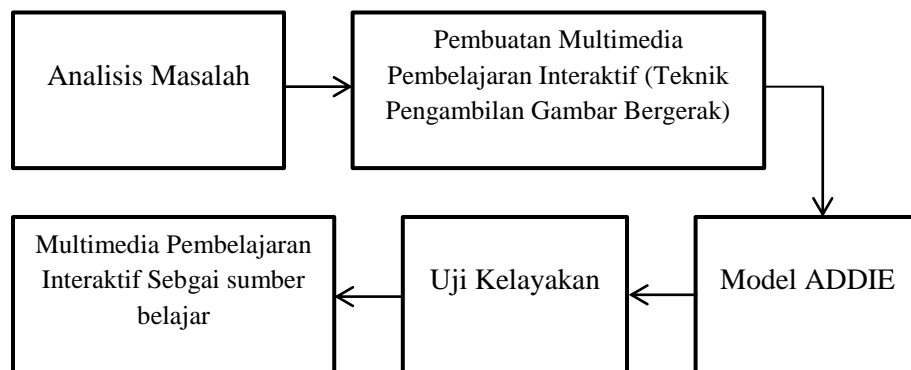 Analisis Masalah
Pembuatan Multimedia
Pembelajaran Interaktif (Teknik
Pengambilan Gambar Bergerak)
Model ADDIE
Uji Kelayakan
Multimedia Pembelajaran
Interaktif Sebgai sumber
belajar